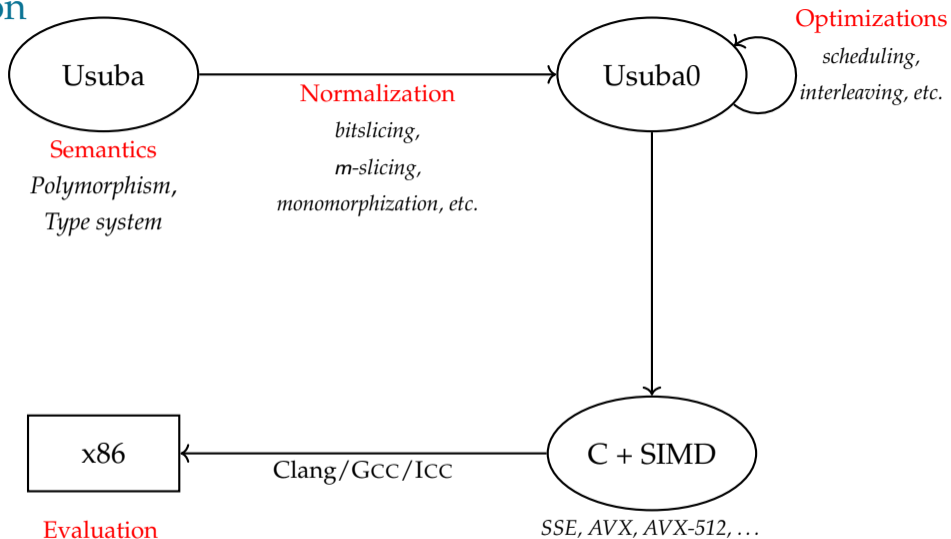 on
Usuba
Semantics
Polymorphism,
Type system
Normalization
bitslicing,
m-slicing,
monomorphization, etc.
Usuba0
Optimizations
scheduling,
interleaving, etc.
C + SIMD
SSE, AVX, AVX-512, ...
Clang/GCC/ICC
x86
Evaluation